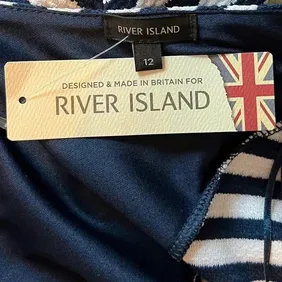 RIVER ISLAND
12
DESIGNED & MADE IN BRITAIN FOR
RIVER ISLAND